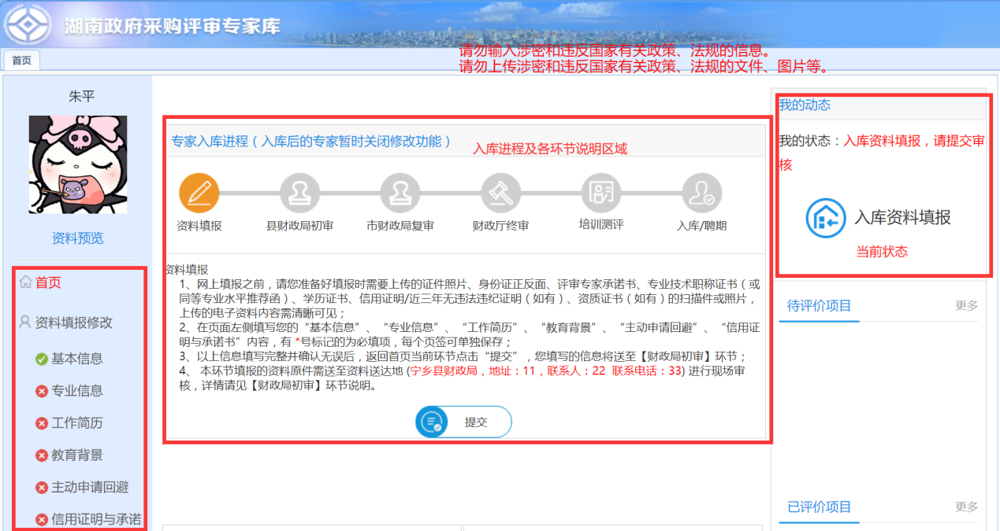 湖南政府采购评审专家库
首页
请勿输入涉密和违反国家有关政策、法规的信息。
请勿上传涉密和违反国家有关政策、法规的文件、图片等。
朱平
资料预览
首页
资料填报修改
基本信息
专业信息
工作简历
教育背景
主动申请回避
信用证明与承诺
专家入库进程（入库后的专家暂时关闭修改功能）
入库进程及各环节说明区域
资料填报
县财政局初审
市财政局复审
财政厅终审
培训测评
入库/聘期
资料填报
1、网上填报之前，请您准备好填报时需要上传的证件照片、身份证正反面、评审专家承诺书、专业技术职称证书（或
同等专业水平推荐函）、学历证书、信用证明/近三年无违法违纪证明（如有）、资质证书（如有）的扫描件或照片，
上传的电子资料内容需清晰可见；
2、在页面左侧填写您的“基本信息”、“专业信息”、“工作简历”、“教育背景”、“主动申请回避”、“信用证
明与承诺书”内容，有 *号标记的为必填项，每个页签可单独保存；
3、以上信息填写完整并确认无误后，返回首页当前环节点击“提交”，您填写的信息将送至【财政局初审】环节；
4、 本环节填报的资料原件需送至资料送达地 (宁乡县财政局，地址：11，联系人：22 联系电话：33) 进行现场审
核，详情请见【财政局初审】环节说明。
提交
我的动态
我的状态：入库资料填报，请提交审
核
入库资料填报
当前状态
待评价项目
更多
已评价项目
更多